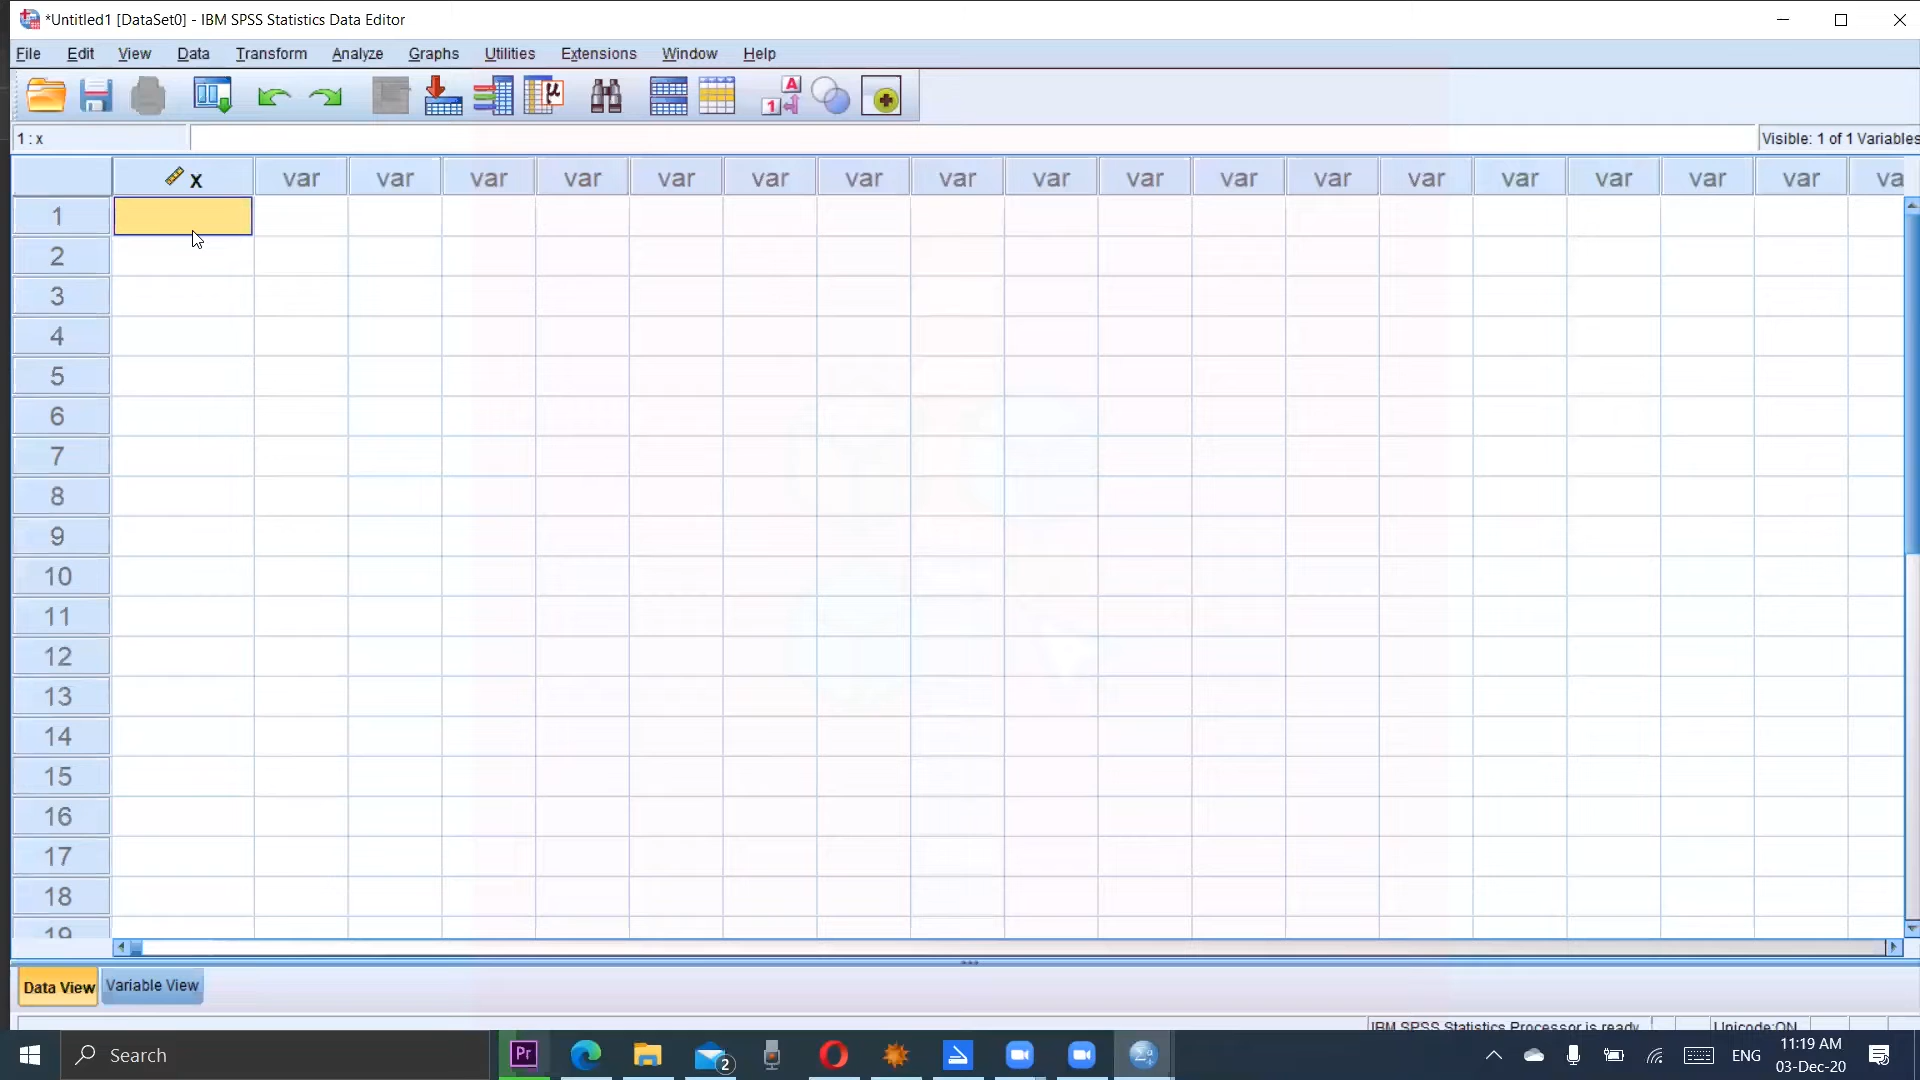 *Untitled1 [DataSet0] - IBM SPSS Statistics Data Editor
File Edit View Data Transform Analyze Graphs Utilities Extensions Window Help
1 A
μ
1 : x
Visible: 1 of 1 Variables
x var var var var var var var var var var var var var var var var var va
1
2
3
4
5
6
7
8
9
10
11
12
13
14
15
16
17
18
19
Data View Variable View
IBM SPSS Statistics Processor is ready Unicode:ON
Pr
2
Search
ENG
11:19 AM
03-Dec-20